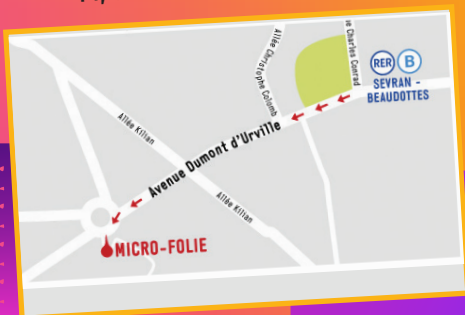 Allée Christophe Colomb
e Charles Conrad
RER B
SEVRAN -
BEAUDOTTES
Allée Kilian
Avenue Dumont d'Urville
Allée Kilian
MICRO-FOLIE